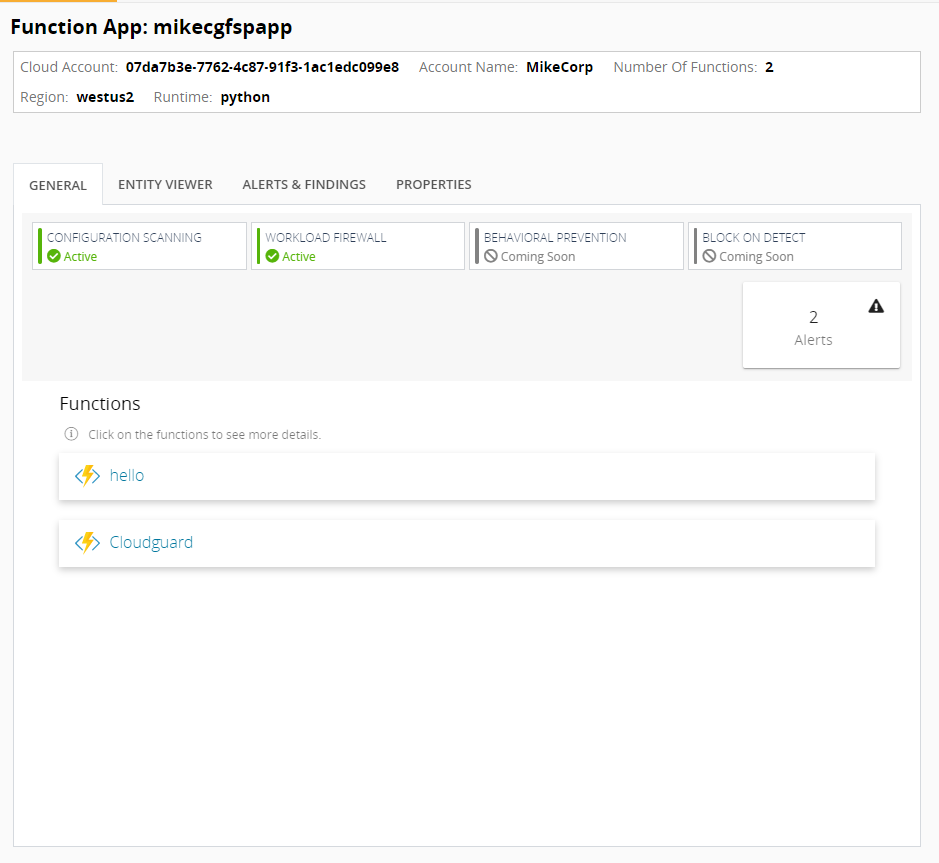 Function App: mikecgfspapp
Cloud Account: 07da7b3e-7762-4c87-91f3-1ac1edc099e8 Account Name: MikeCorp Number Of Functions: 2
Region: westus2 Runtime: python
GENERAL ENTITY VIEWER ALERTS & FINDINGS PROPERTIES
CONFIGURATION SCANNING WORKLOAD FIREWALL BEHAVIORAL PREVENTION BLOCK ON DETECT
Active Active Coming Soon Coming Soon
2
Alerts
Functions
Click on the functions to see more details.
hello
Cloudguard